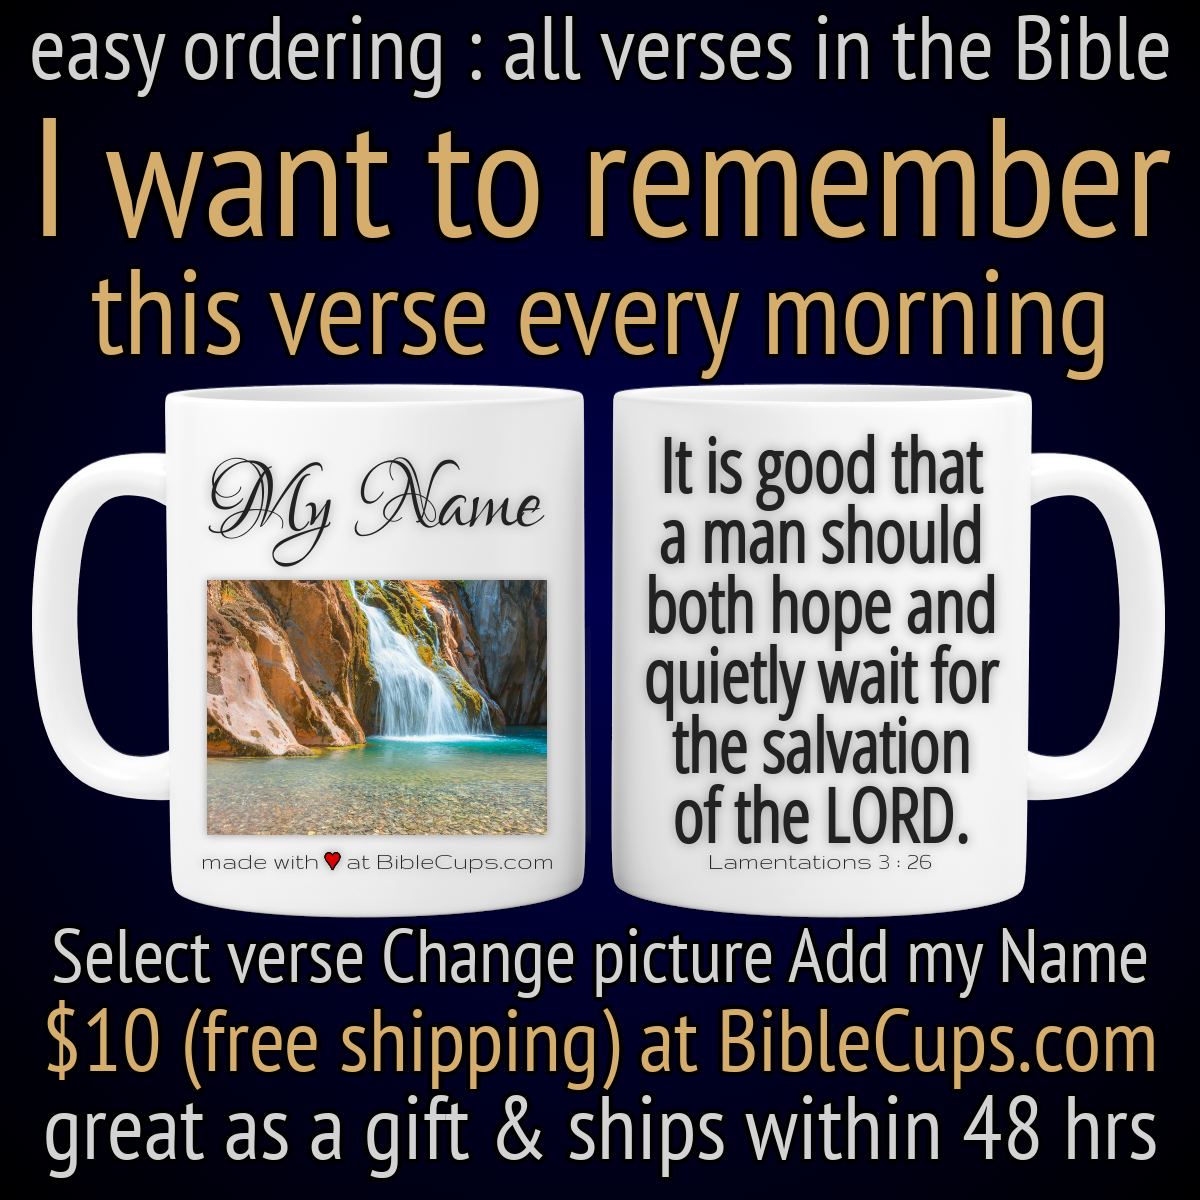 easy ordering : all verses in the Bible
I want to remember
this verse every morning
My Name
made with ♥ at BibleCups.com
It is good that
a man should
both hope and
quietly wait for
the salvation
of the LORD.
Lamentations 3 : 26
Select verse Change picture Add my Name
$10 (free shipping) at BibleCups.com
great as a gift & ships within 48 hrs